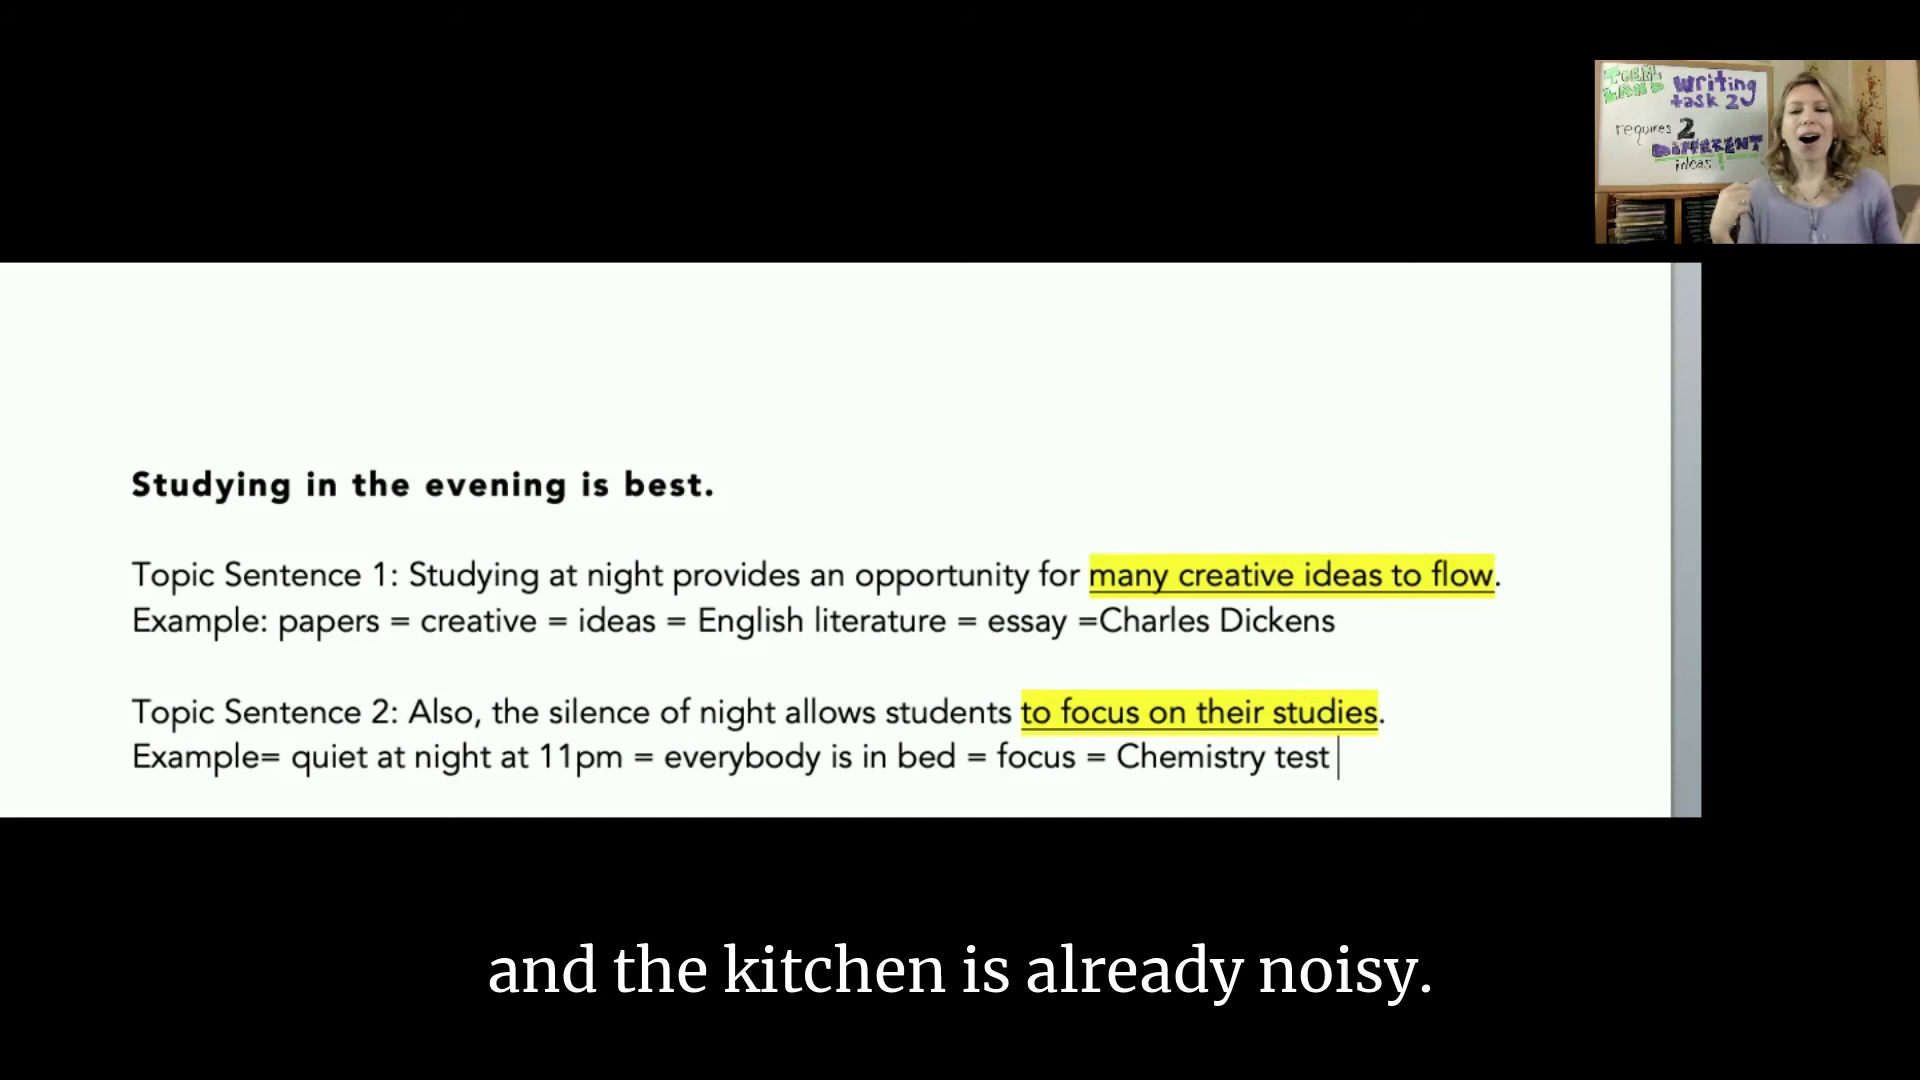 TOEFL
LAND
writing
task 2
requires 2
DIFFERENT
ideas!
Studying in the evening is best.
Topic Sentence 1: Studying at night provides an opportunity for many creative ideas to flow.
Example: papers = creative = ideas = English literature = essay =Charles Dickens
Topic Sentence 2: Also, the silence of night allows students to focus on their studies.
Example= quiet at night at 11pm = everybody is in bed = focus = Chemistry test
and the kitchen is already noisy.